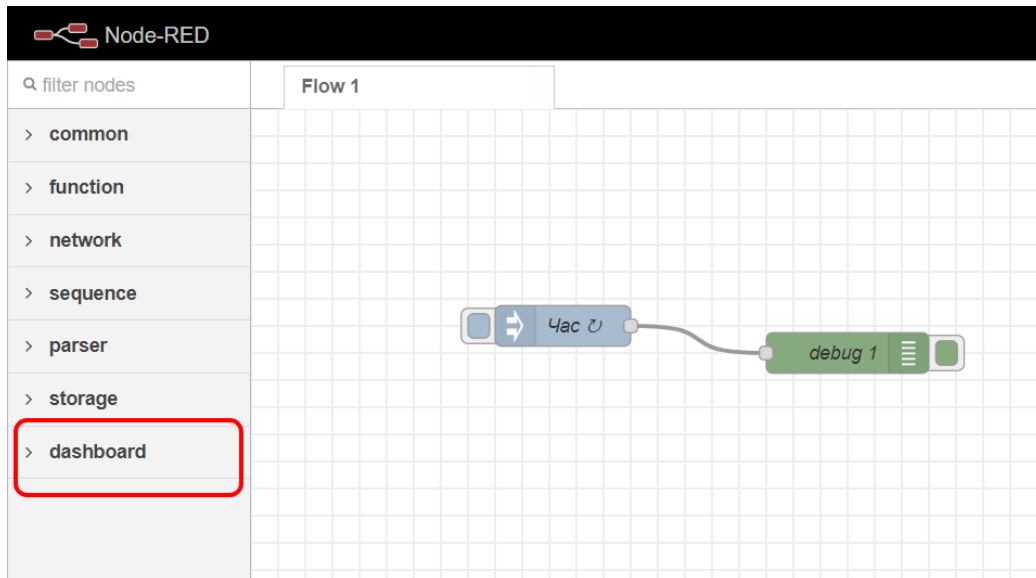 Node-RED
filter nodes
Flow 1
common
function
network
sequence
parser
storage
dashboard
Час ↻
debug 1